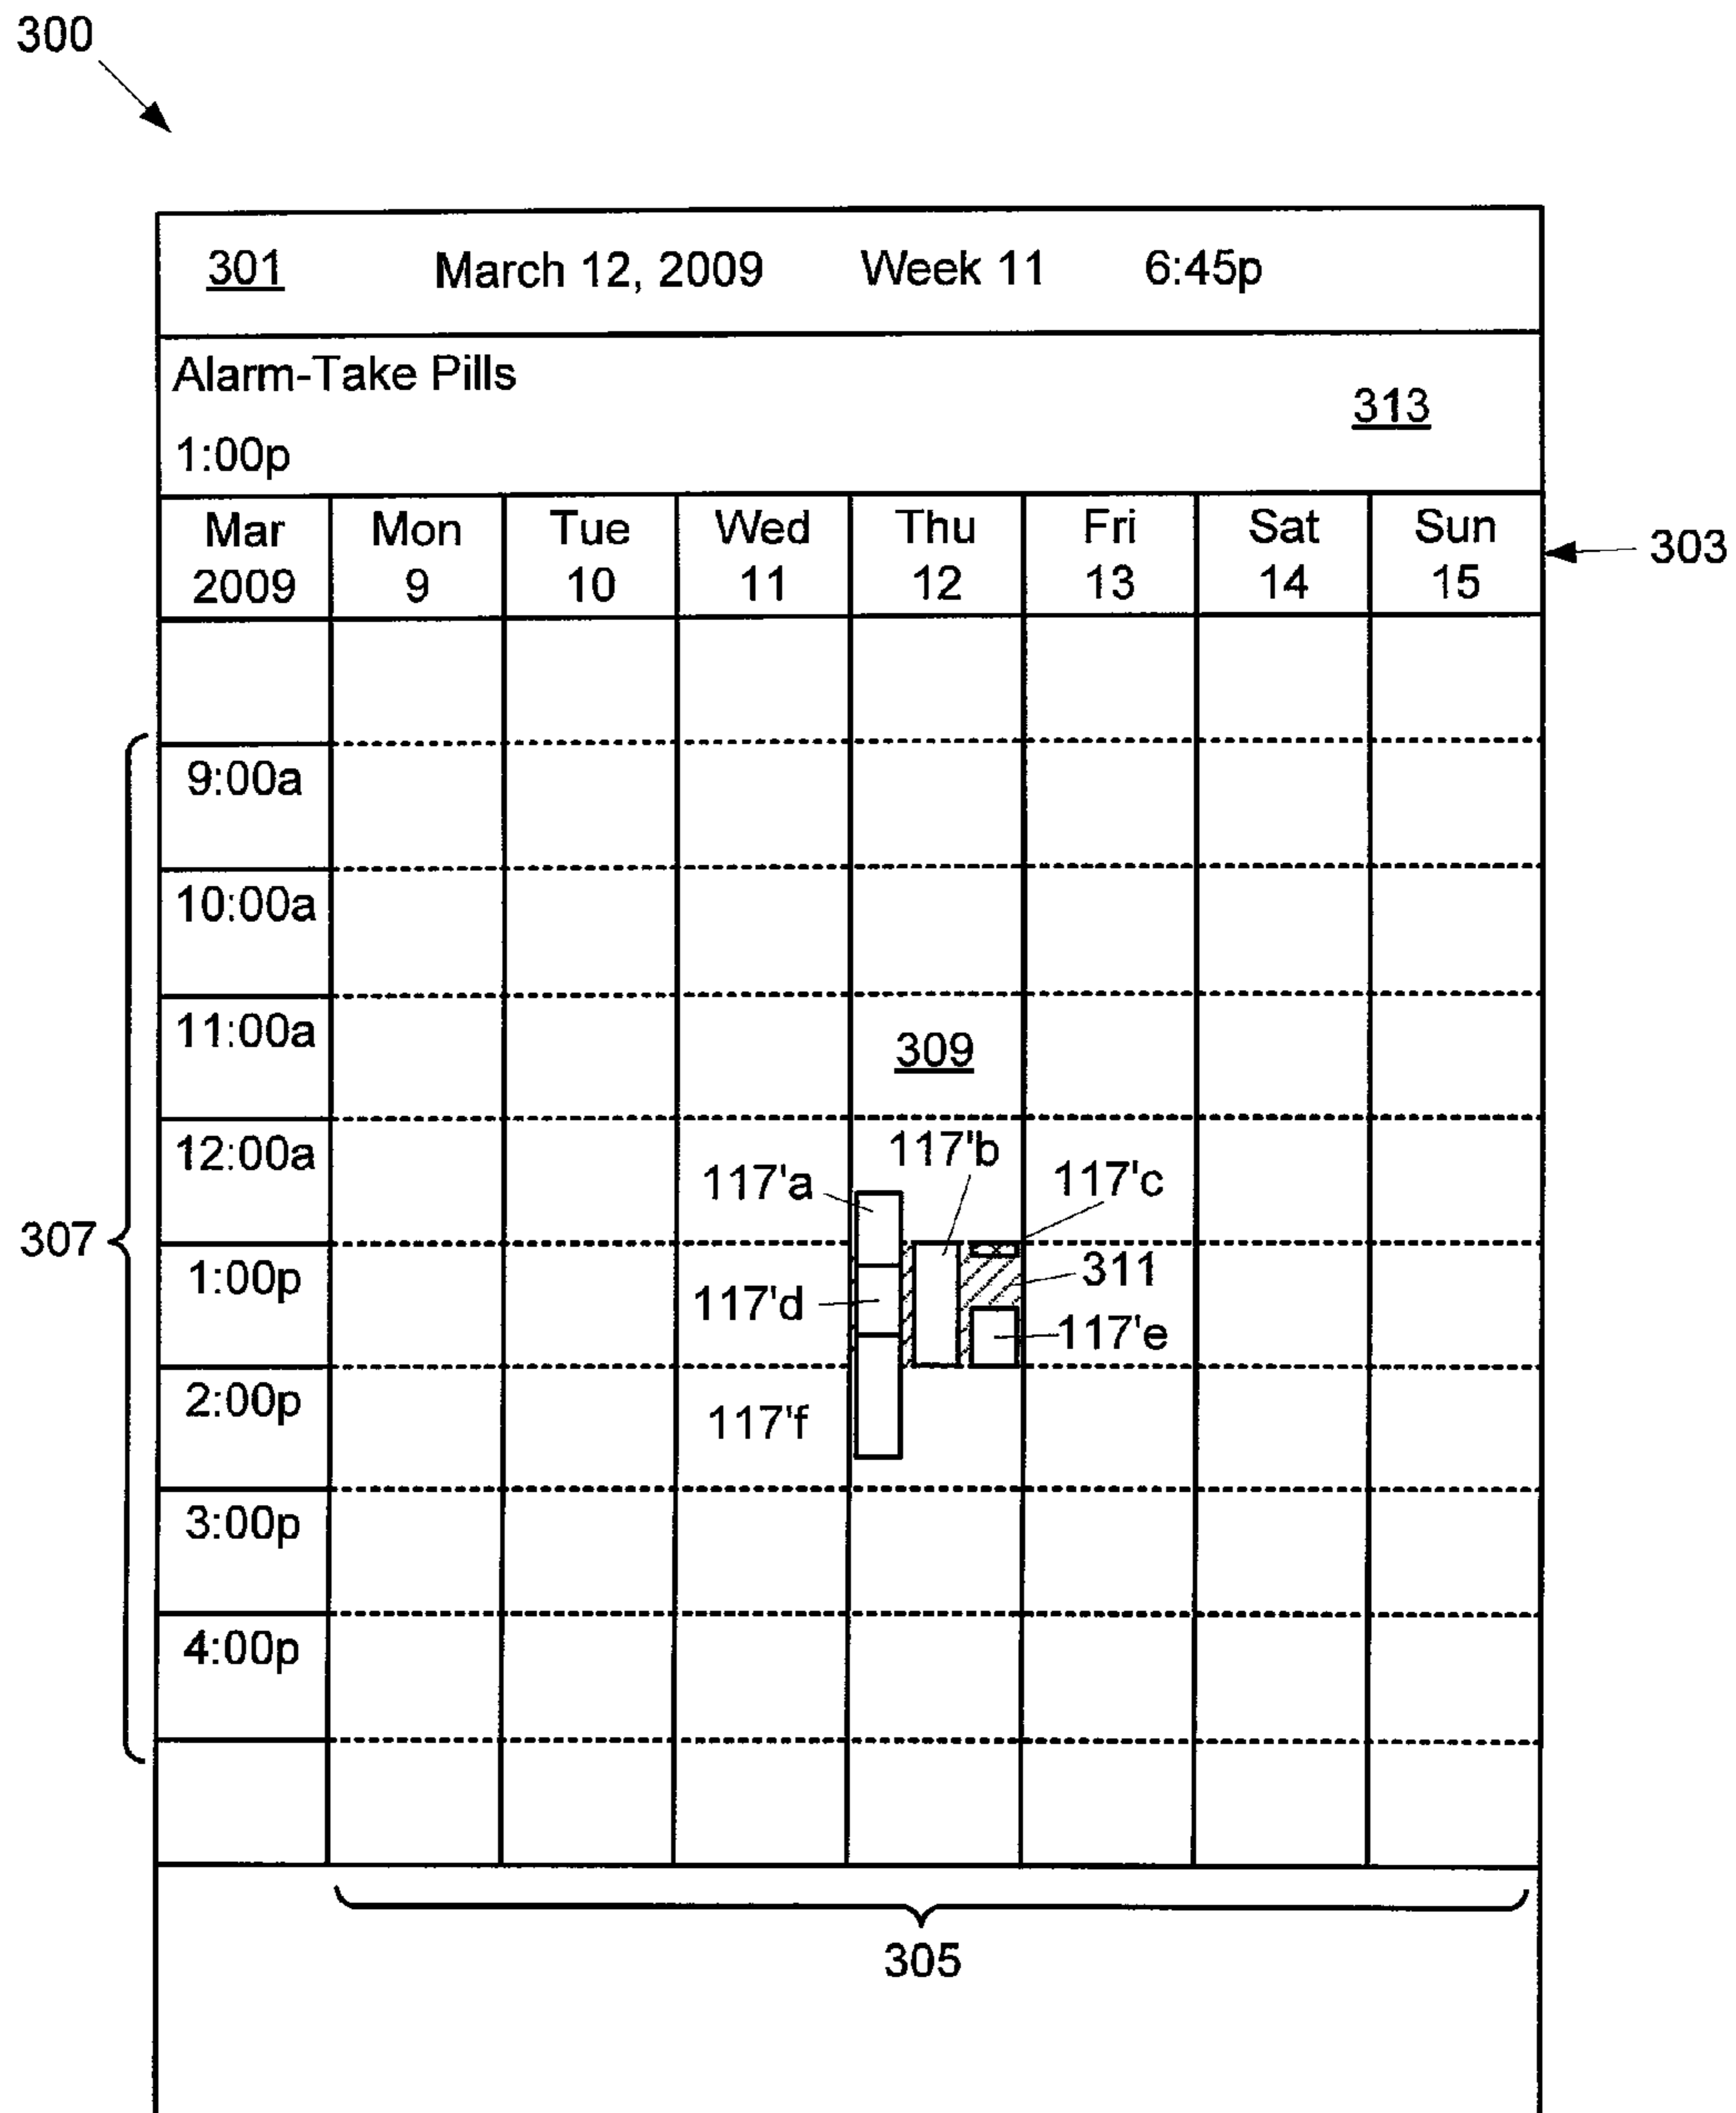 300
301 March 12, 2009 Week 11 6:45p
Alarm-Take Pills
313
1:00p
Mar Mon Tue Wed Thu Fri Sat Sun
2009 9 10 11 12 13 14 15
303
9:00a
10:00a
11:00a
309
12:00a
117'b
117'a
117'c
307
1:00p
311
117'd
117'e
2:00p
117'f
3:00p
4:00p
305